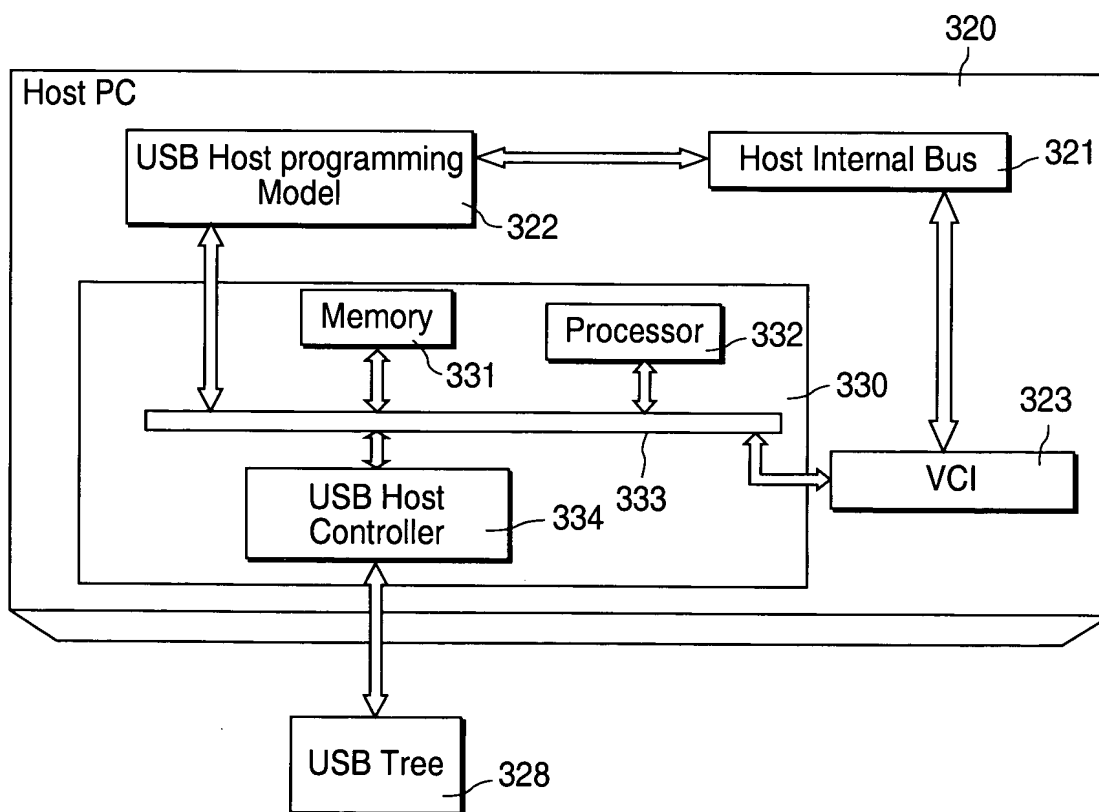 320
Host PC
USB Host programming
Model
322
Host Internal Bus
321
Memory
331
Processor
332
330
323
333
VCI
USB Host
Controller
334
USB Tree
328